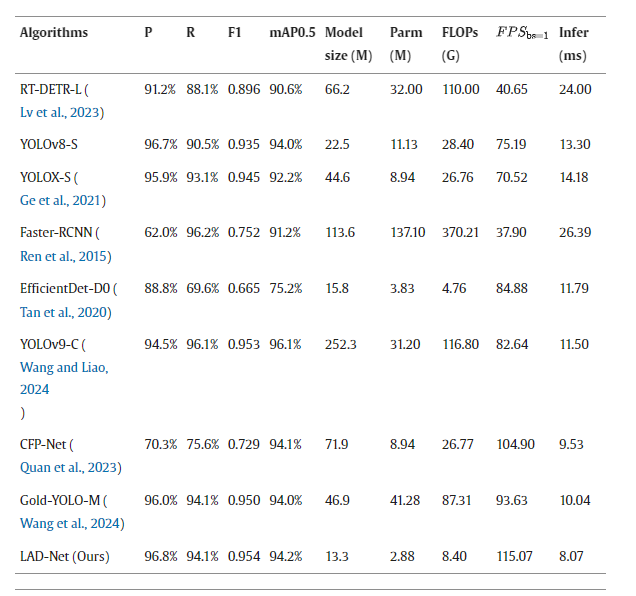 Algorithms P R F1 mAP0.5 Model Parm FLOPs FPSbs=1 Infer
size (M) (M) (G) (ms)
RT-DETR-L ( 91.2% 88.1% 0.896 90.6% 66.2 32.00 110.00 40.65 24.00
Lv et al., 2023)
YOLOv8-S 96.7% 90.5% 0.935 94.0% 22.5 11.13 28.40 75.19 13.30
YOLOX-S ( 95.9% 93.1% 0.945 92.2% 44.6 8.94 26.76 70.52 14.18
Ge et al., 2021)
Faster-RCNN ( 62.0% 96.2% 0.752 91.2% 113.6 137.10 370.21 37.90 26.39
Ren et al., 2015)
EfficientDet-D0 ( 88.8% 69.6% 0.665 75.2% 15.8 3.83 4.76 84.88 11.79
Tan et al., 2020)
YOLOv9-C ( 94.5% 96.1% 0.953 96.1% 252.3 31.20 116.80 82.64 11.50
Wang and Liao,
2024
)
CFP-Net ( 70.3% 75.6% 0.729 94.1% 71.9 8.94 26.77 104.90 9.53
Quan et al., 2023)
Gold-YOLO-M ( 96.0% 94.1% 0.950 94.0% 46.9 41.28 87.31 93.63 10.04
Wang et al., 2024)
LAD-Net (Ours) 96.8% 94.1% 0.954 94.2% 13.3 2.88 8.40 115.07 8.07